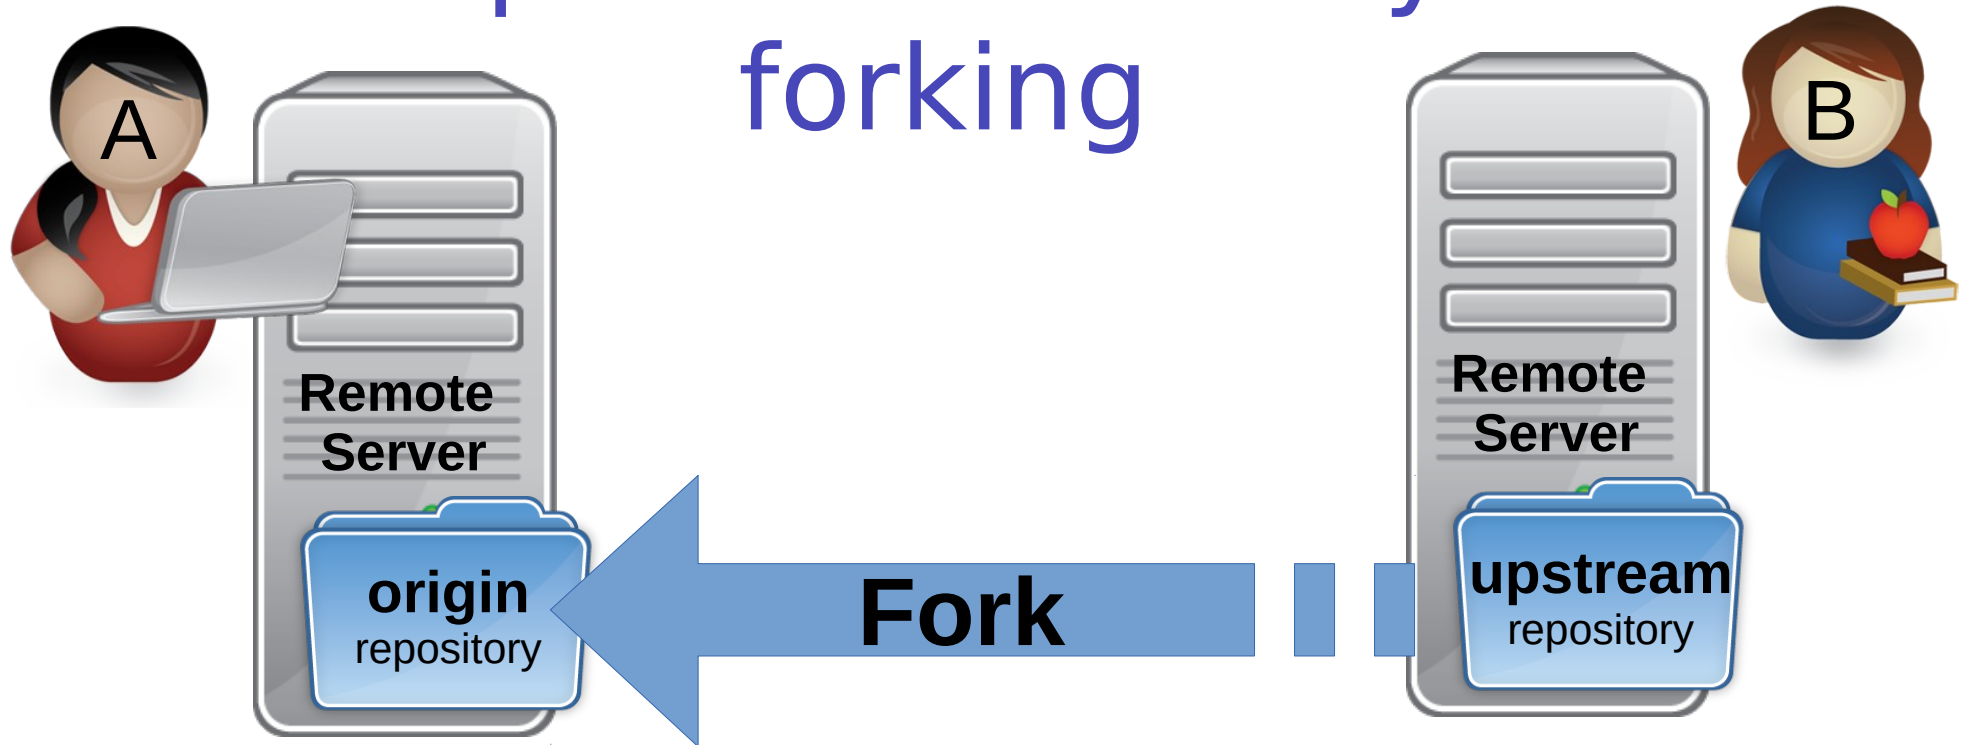 forking
A
B
Remote
Server
Remote
Server
origin
repository
Fork
upstream
repository